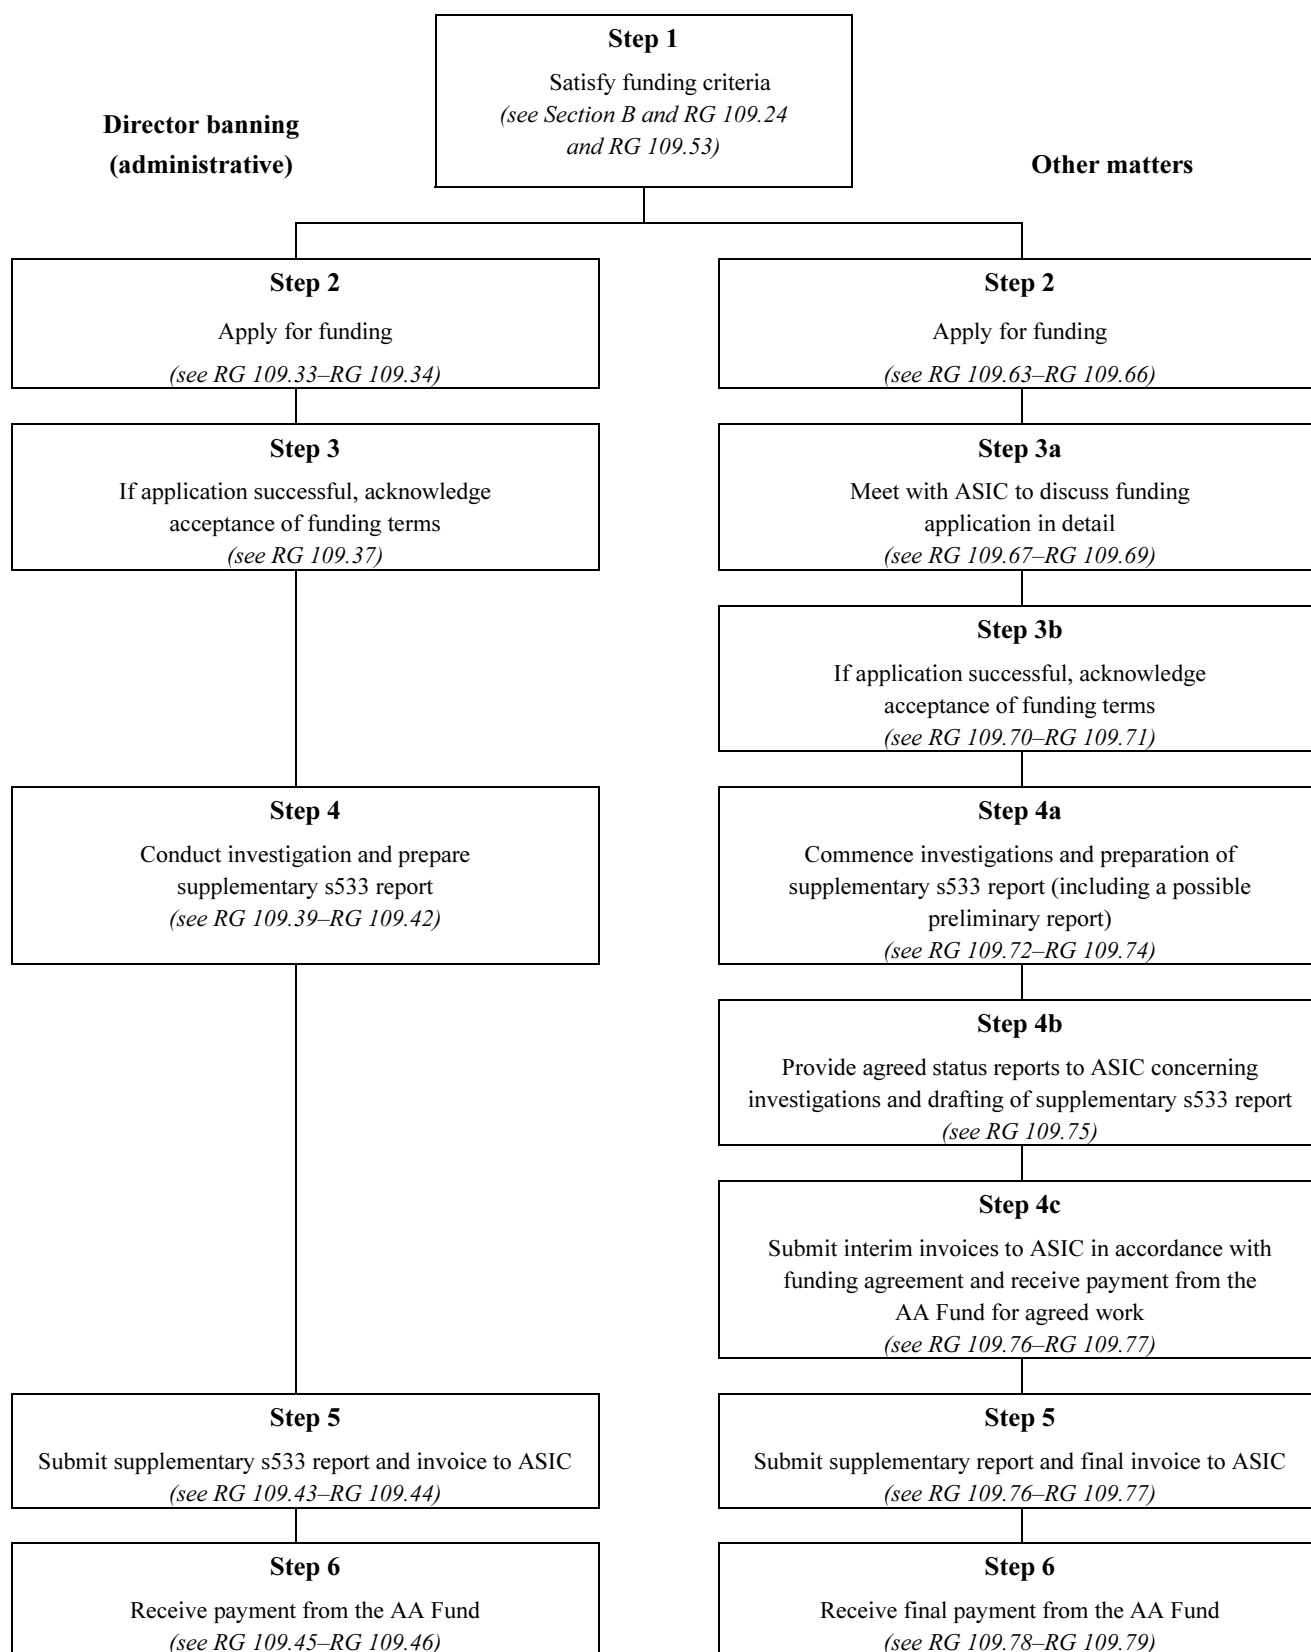 Step 1
Satisfy funding criteria
(see Section B and RG 109.24
and RG 109.53)
Director banning
(administrative)
Other matters
Step 2
Apply for funding
(see RG 109.33–RG 109.34)
Step 2
Apply for funding
(see RG 109.63–RG 109.66)
Step 3
If application successful, acknowledge
acceptance of funding terms
(see RG 109.37)
Step 3a
Meet with ASIC to discuss funding
application in detail
(see RG 109.67–RG 109.69)
Step 3b
If application successful, acknowledge
acceptance of funding terms
(see RG 109.70–RG 109.71)
Step 4
Conduct investigation and prepare
supplementary s533 report
(see RG 109.39–RG 109.42)
Step 4a
Commence investigations and preparation of
supplementary s533 report (including a possible
preliminary report)
(see RG 109.72–RG 109.74)
Step 4b
Provide agreed status reports to ASIC concerning
investigations and drafting of supplementary s533 report
(see RG 109.75)
Step 4c
Submit interim invoices to ASIC in accordance with
funding agreement and receive payment from the
AA Fund for agreed work
(see RG 109.76–RG 109.77)
Step 5
Submit supplementary s533 report and invoice to ASIC
(see RG 109.43–RG 109.44)
Step 5
Submit supplementary report and final invoice to ASIC
(see RG 109.76–RG 109.77)
Step 6
Receive payment from the AA Fund
(see RG 109.45–RG 109.46)
Step 6
Receive final payment from the AA Fund
(see RG 109.78–RG 109.79)